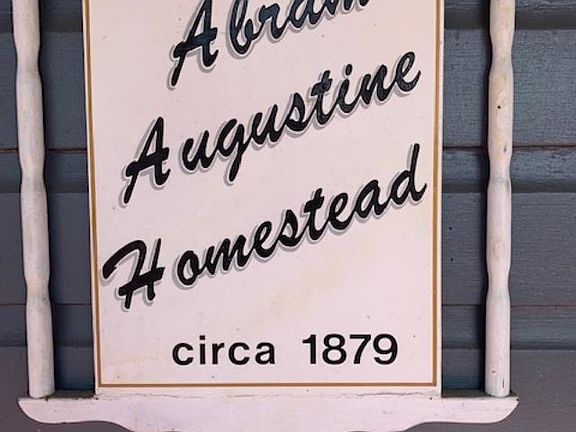 Abram
Augustine
Homestead
circa 1879